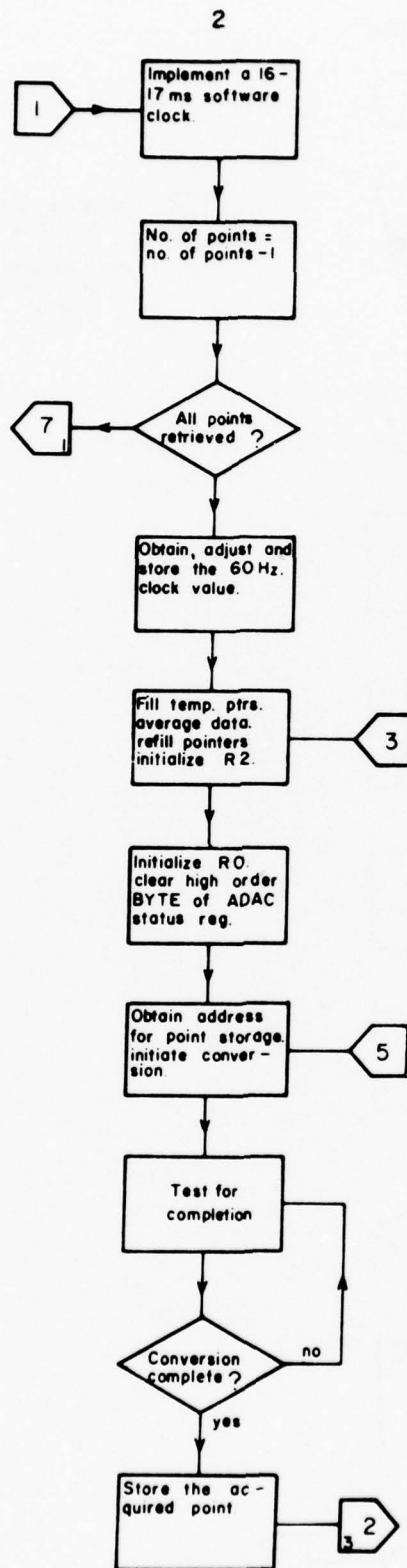 2
1
Implement a 16-
17 ms software
clock.
No. of points =
no. of points -1
All points
retrieved ?
7
1
Obtain, adjust and
store the 60 Hz.
clock value.
Fill temp. ptrs.
average data.
refill pointers
initialize R2.
3
Initialize R0.
clear high order
BYTE of ADAC
status reg.
Obtain address
for point storage.
initiate conver-
sion
5
Test for
completion
Conversion
complete ?
no
yes
Store the ac-
quired point
3 2